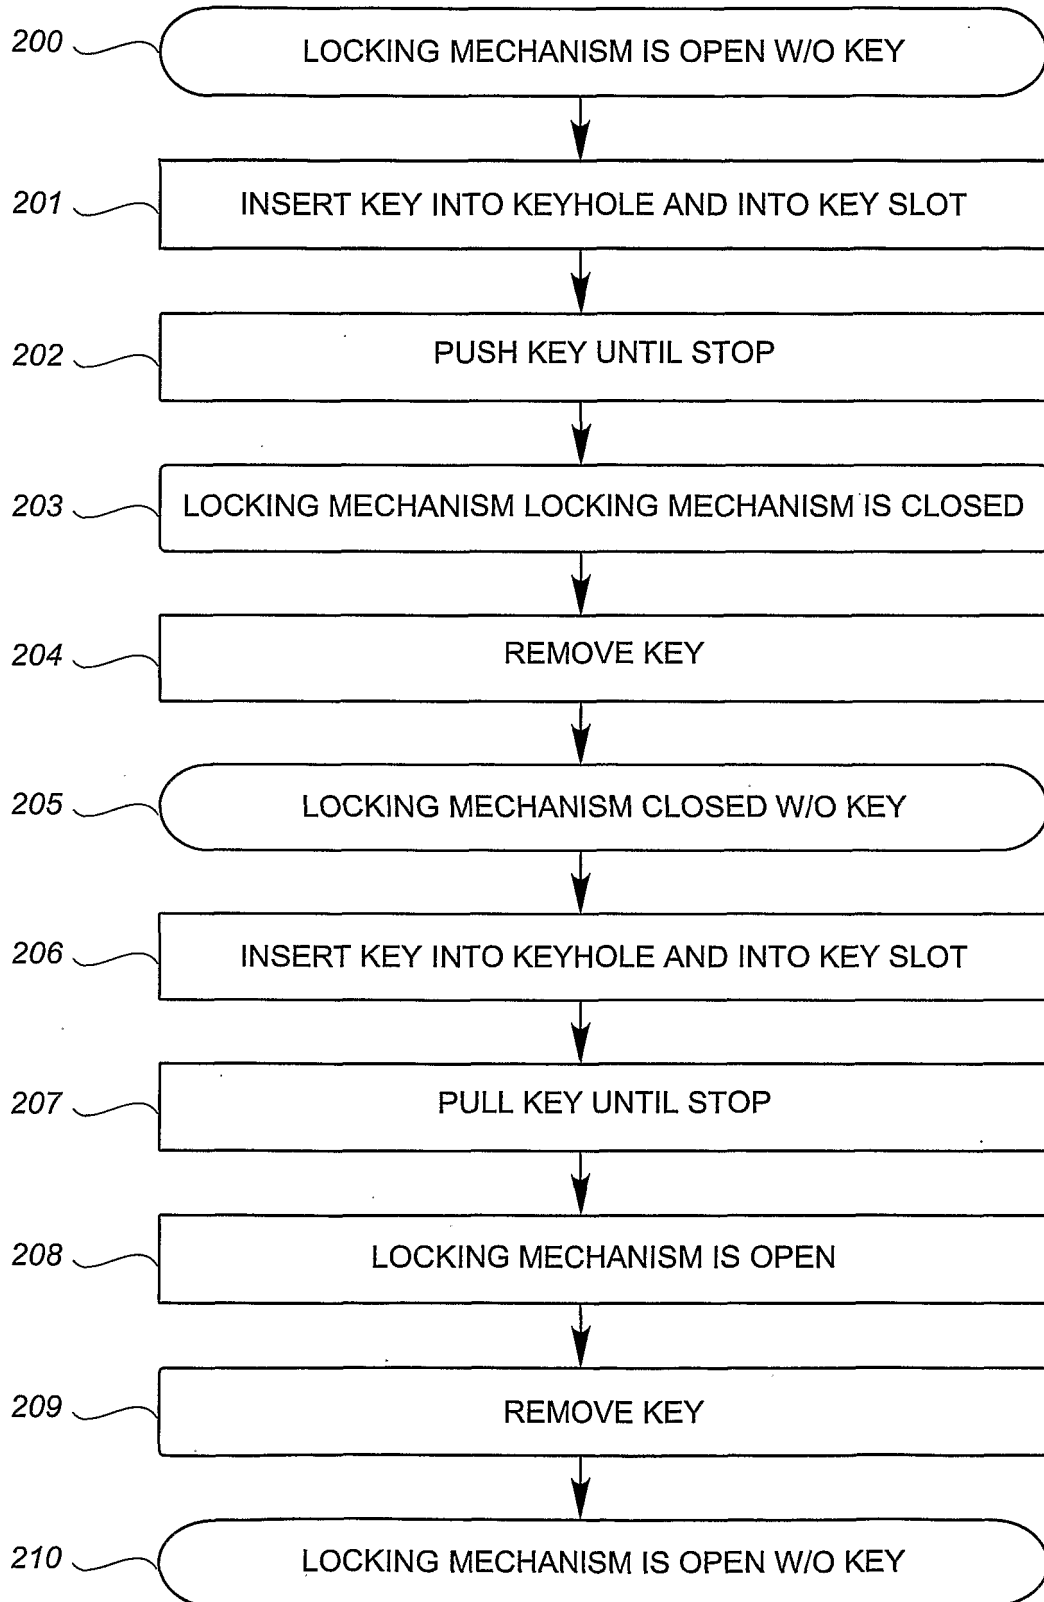 200 LOCKING MECHANISM IS OPEN W/O KEY
201 INSERT KEY INTO KEYHOLE AND INTO KEY SLOT
202 PUSH KEY UNTIL STOP
203 LOCKING MECHANISM LOCKING MECHANISM IS CLOSED
204 REMOVE KEY
205 LOCKING MECHANISM CLOSED W/O KEY
206 INSERT KEY INTO KEYHOLE AND INTO KEY SLOT
207 PULL KEY UNTIL STOP
208 LOCKING MECHANISM IS OPEN
209 REMOVE KEY
210 LOCKING MECHANISM IS OPEN W/O KEY